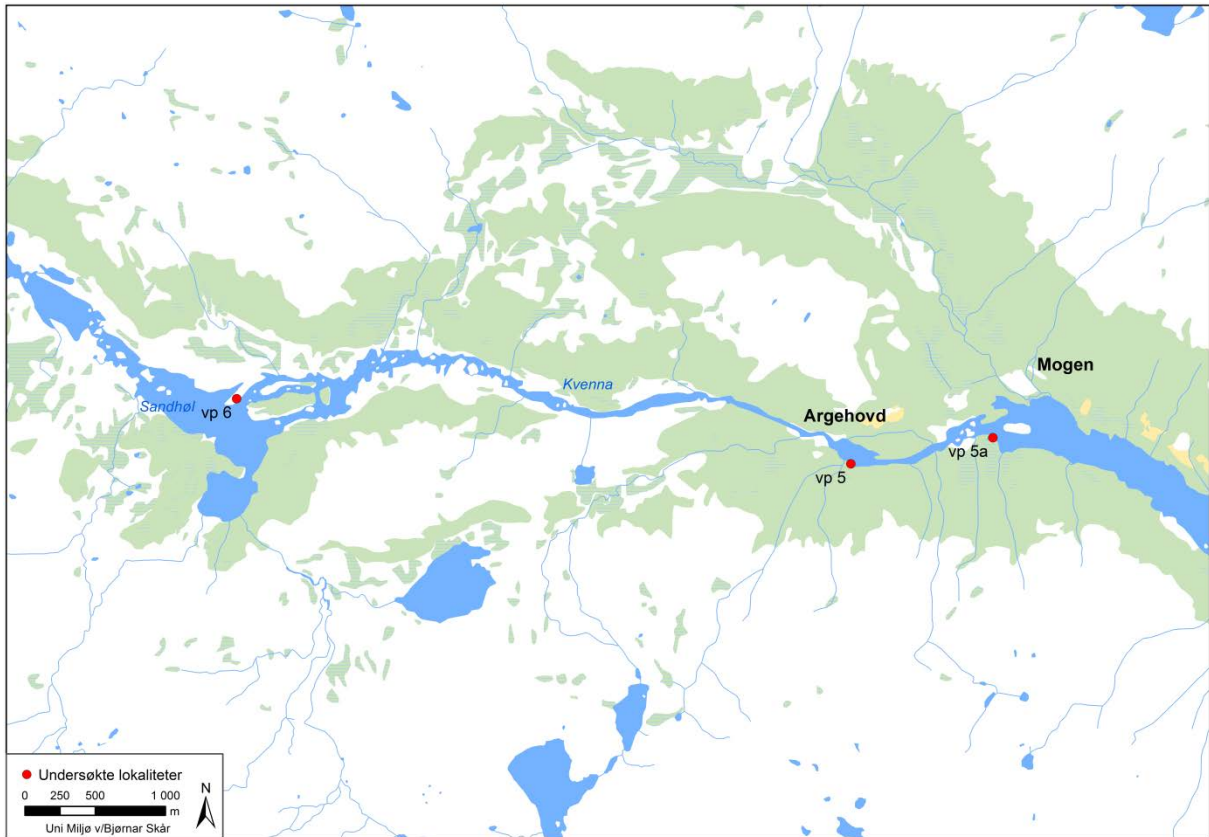 Mogen
Kvenna
Sandhøl
vp 6
Argehovd
vp 5a
vp 5
Undersøkte lokaliteter
0 250 500 1 000
m
N
Uni Miljø v/Bjørnar Skår